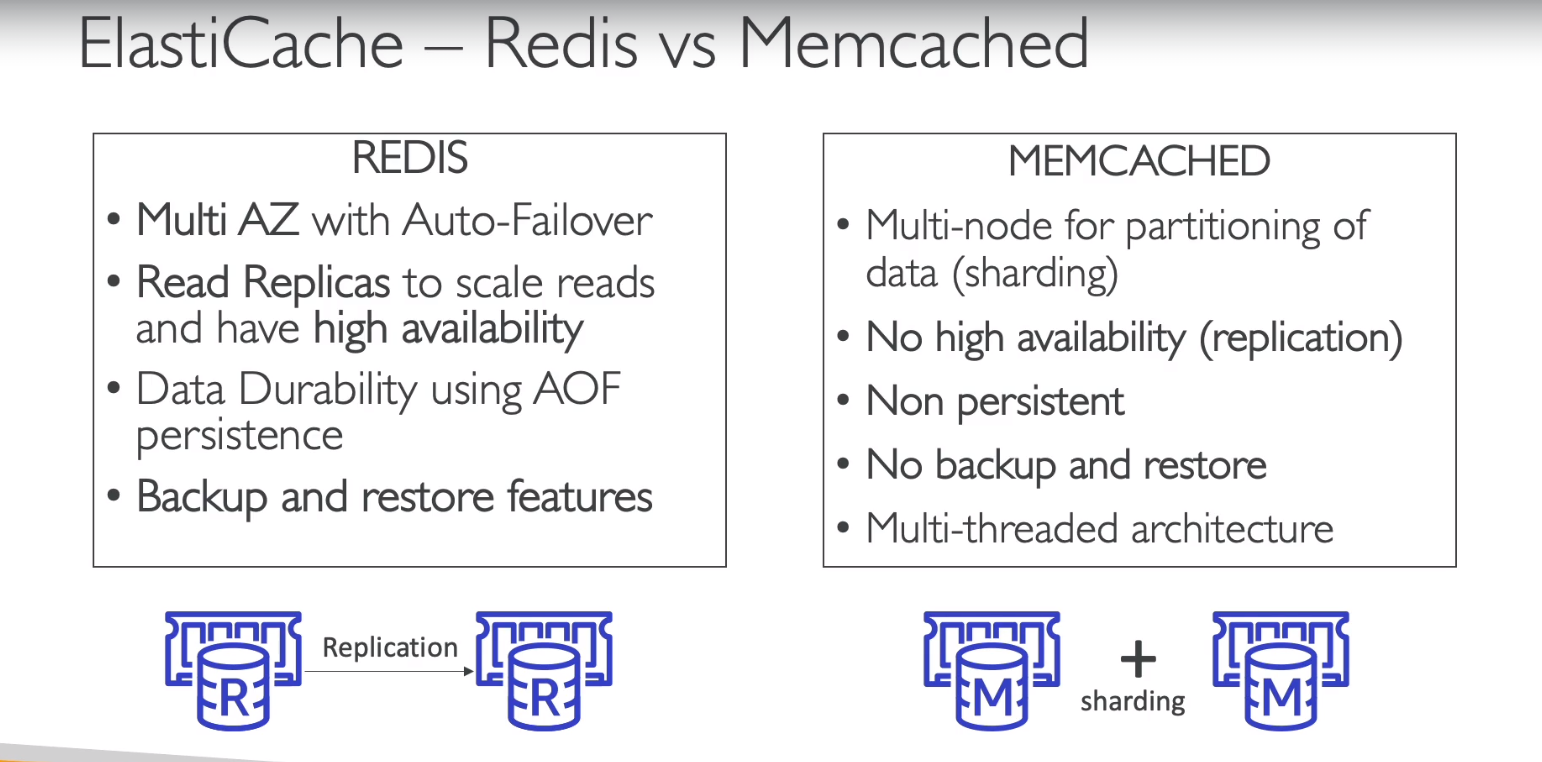 ElastiCache – Redis vs Memcached
REDIS
• Multi AZ with Auto-Failover
• Read Replicas to scale reads
and have high availability
• Data Durability using AOF
persistence
• Backup and restore features
MEMCACHED
• Multi-node for partitioning of
data (sharding)
• No high availability (replication)
• Non persistent
• No backup and restore
• Multi-threaded architecture
R
Replication
R
M
+
sharding
M